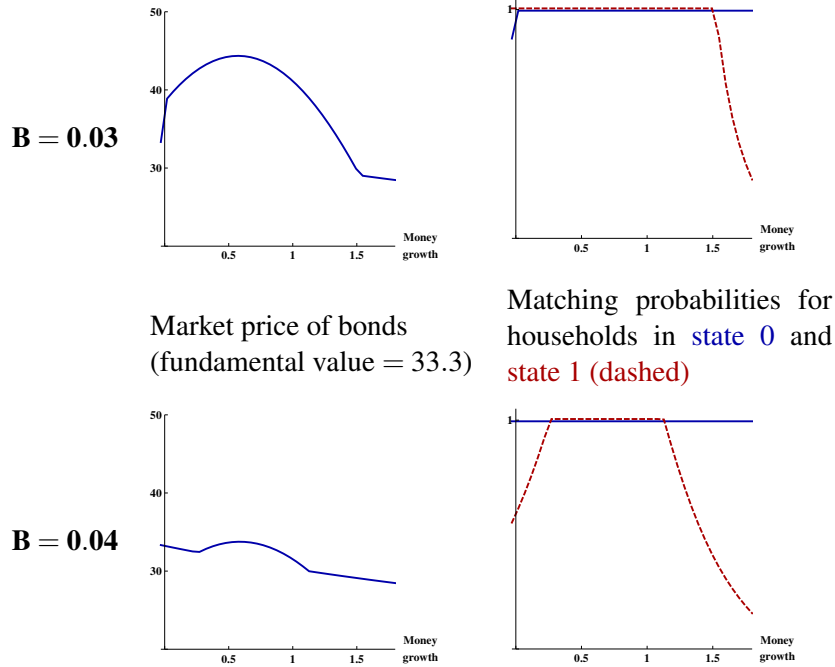 50
40
30
0.5 1 1.5
Money
growth
B = 0.03
1
0.5 1 1.5
Money
growth
Market price of bonds
(fundamental value = 33.3)
Matching probabilities for
households in state 0 and
state 1 (dashed)
50
40
30
0.5 1 1.5
Money
growth
B = 0.04
1
0.5 1 1.5
Money
growth